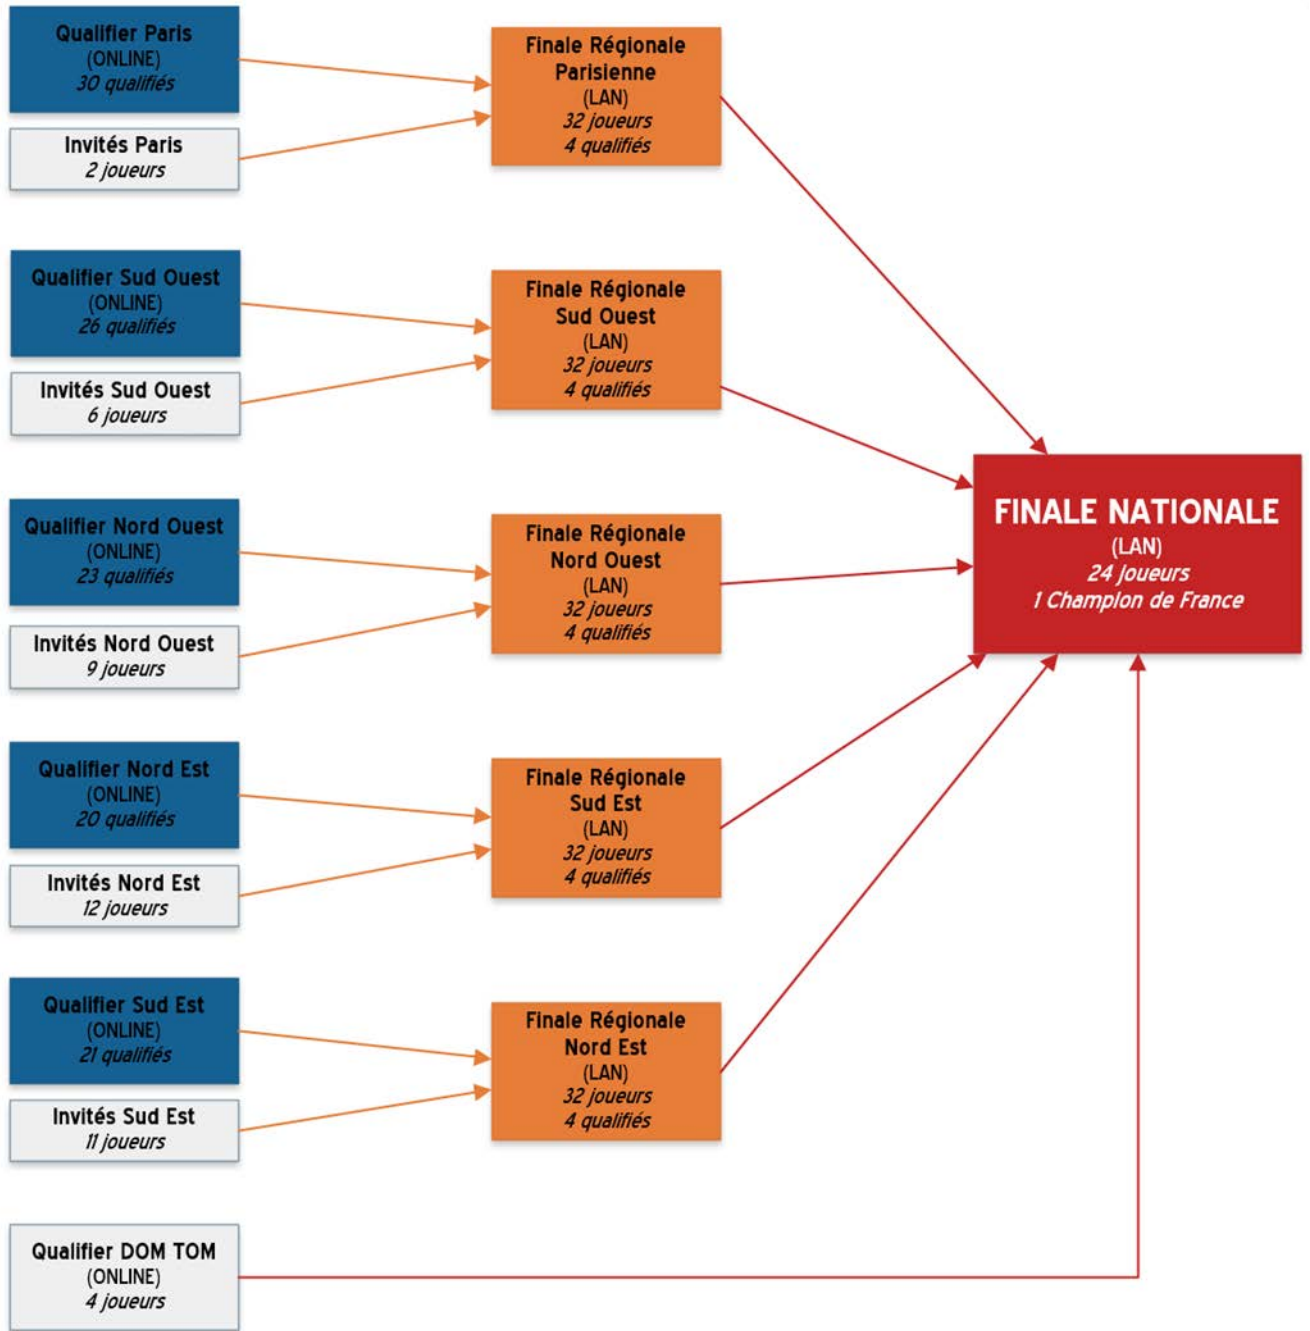 Qualifier Paris
(ONLINE)
30 qualifiés
Invités Paris
2 joueurs
Finale Régionale
Parisienne
(LAN)
32 joueurs
4 qualifiés
Qualifier Sud Ouest
(ONLINE)
26 qualifiés
Invités Sud Ouest
6 joueurs
Finale Régionale
Sud Ouest
(LAN)
32 joueurs
4 qualifiés
Qualifier Nord Ouest
(ONLINE)
23 qualifiés
Invités Nord Ouest
9 joueurs
Finale Régionale
Nord Ouest
(LAN)
32 joueurs
4 qualifiés
Qualifier Nord Est
(ONLINE)
20 qualifiés
Invités Nord Est
12 joueurs
Finale Régionale
Sud Est
(LAN)
32 joueurs
4 qualifiés
Qualifier Sud Est
(ONLINE)
21 qualifiés
Invités Sud Est
11 joueurs
Finale Régionale
Nord Est
(LAN)
32 joueurs
4 qualifiés
Qualifier DOM TOM
(ONLINE)
4 joueurs
FINALE NATIONALE
(LAN)
24 joueurs
1 Champion de France